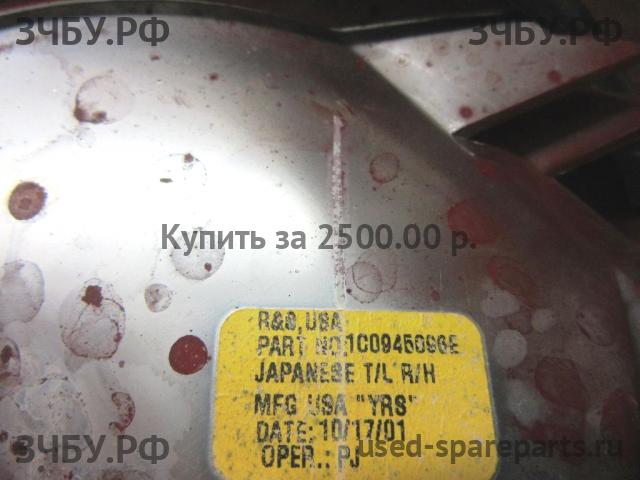 ЗЧБУ.РФ ЗЧБУ.РФ
Купить за 2500.00 р.
R&S, USA
PART NO.1C0945096E
JAPANESE T/L R/H
MFG USA "YRS"
DATE: 10/17/01
OPER.: PJ
ЗЧБУ.РФ used-spareparts.ru